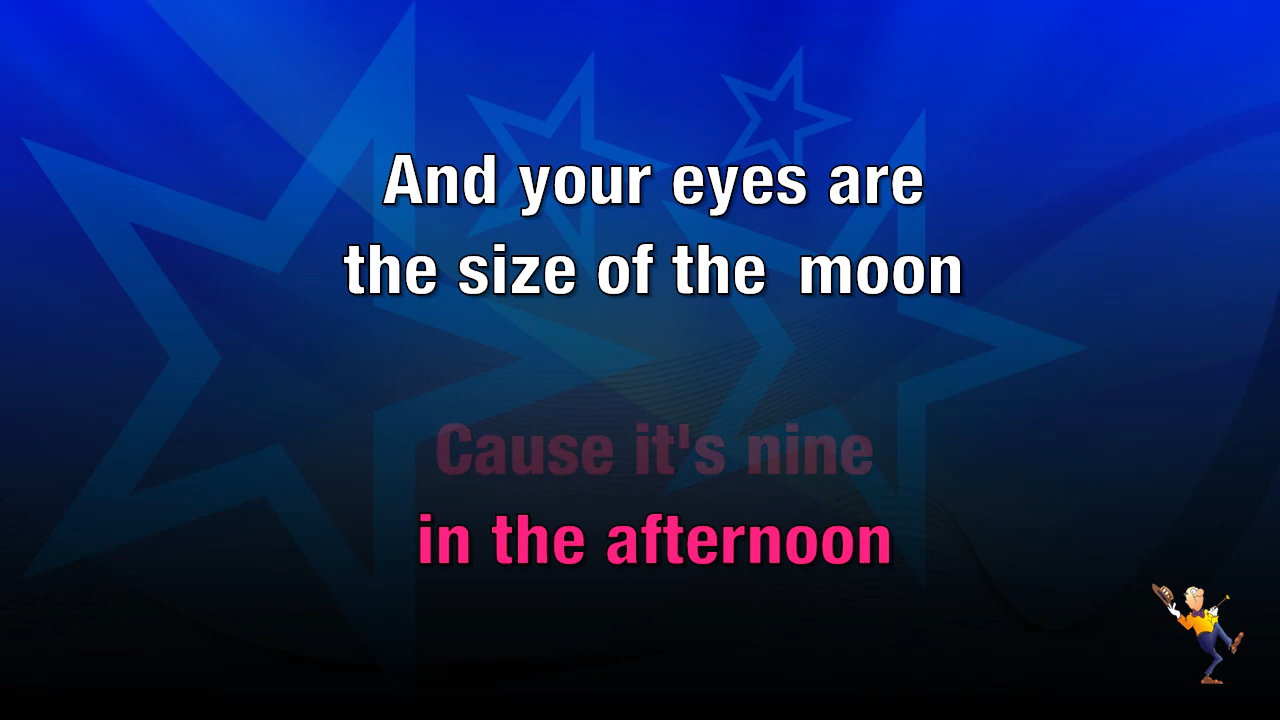 And your eyes are
the size of the moon
Cause it's nine
in the afternoon